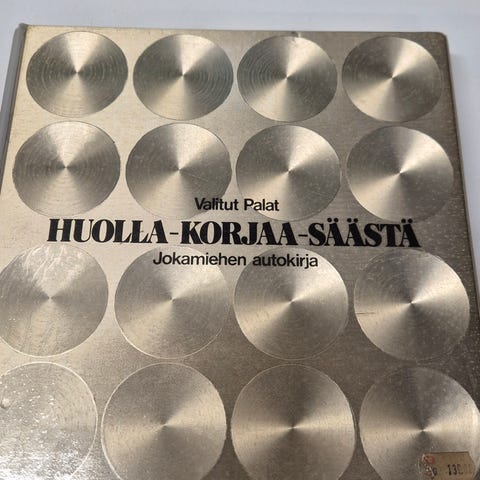 Valitut Palat
HUOLLA-KORJAA-SÄÄSTÄ
Jokamiehen autokirja